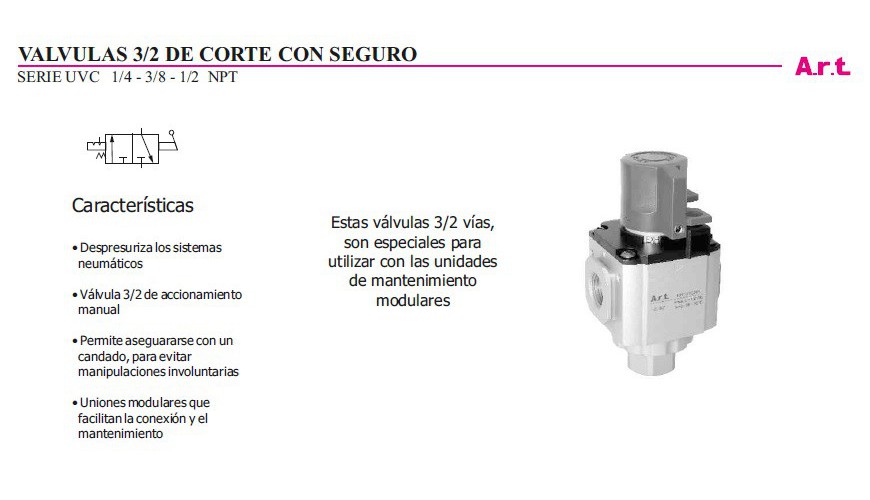 VALVULAS 3/2 DE CORTE CON SEGURO
SERIE UVC 1/4 - 3/8 - 1/2 NPT
A.r.t.
Características
• Despresuriza los sistemas
neumáticos
• Válvula 3/2 de accionamiento
manual
• Permite aseguararse con un
candado, para evitar
manipulaciones involuntarias
• Uniones modulares que
facilitan la conexión y el
mantenimiento
Estas válvulas 3/2 vías,
son especiales para
utilizar con las unidades
de mantenimiento
modulares
A.r.t.